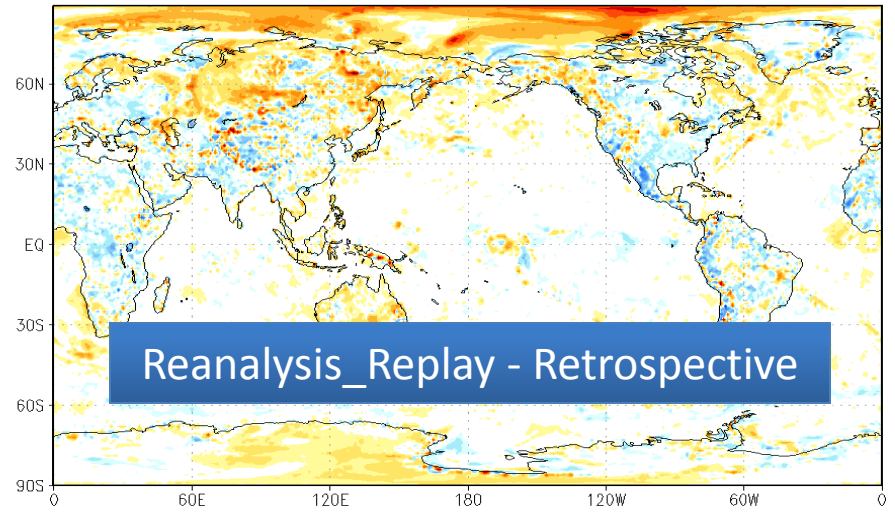 60N
30N
EQ
30S
Reanalysis_Replay - Retrospective
60S
90S
0 60E 120E 180 120W 60W 0